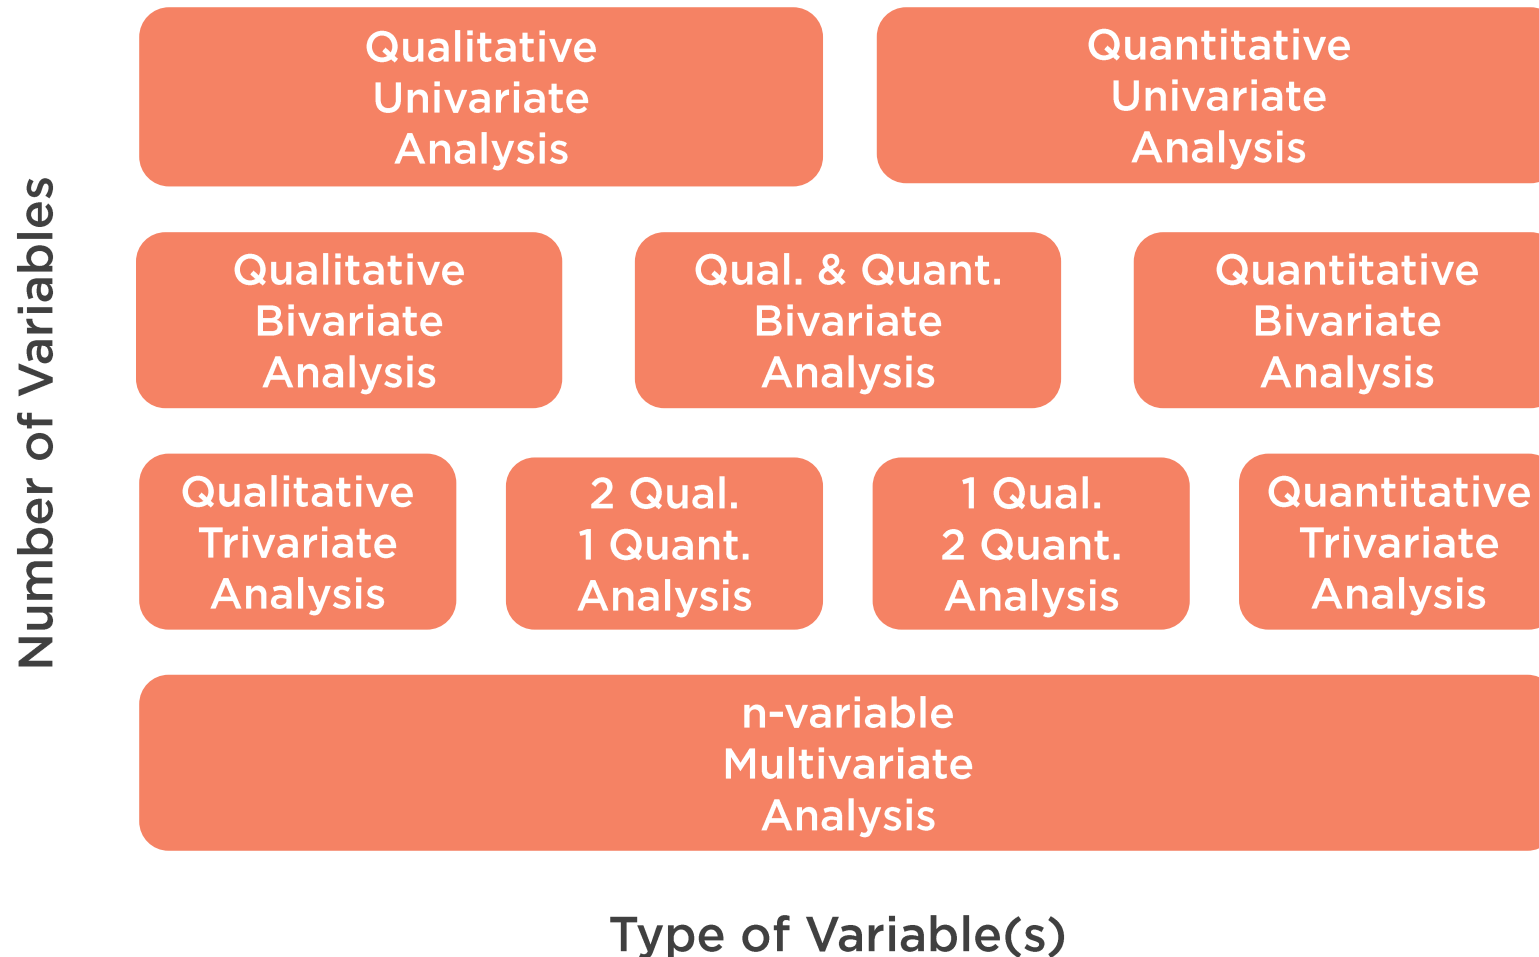 Number of Variables
Qualitative
Univariate
Analysis
Quantitative
Univariate
Analysis
Qualitative
Bivariate
Analysis
Qual. & Quant.
Bivariate
Analysis
Quantitative
Bivariate
Analysis
Qualitative
Trivariate
Analysis
2 Qual.
1 Quant.
Analysis
1 Qual.
2 Quant.
Analysis
Quantitative
Trivariate
Analysis
n-variable
Multivariate
Analysis
Type of Variable(s)